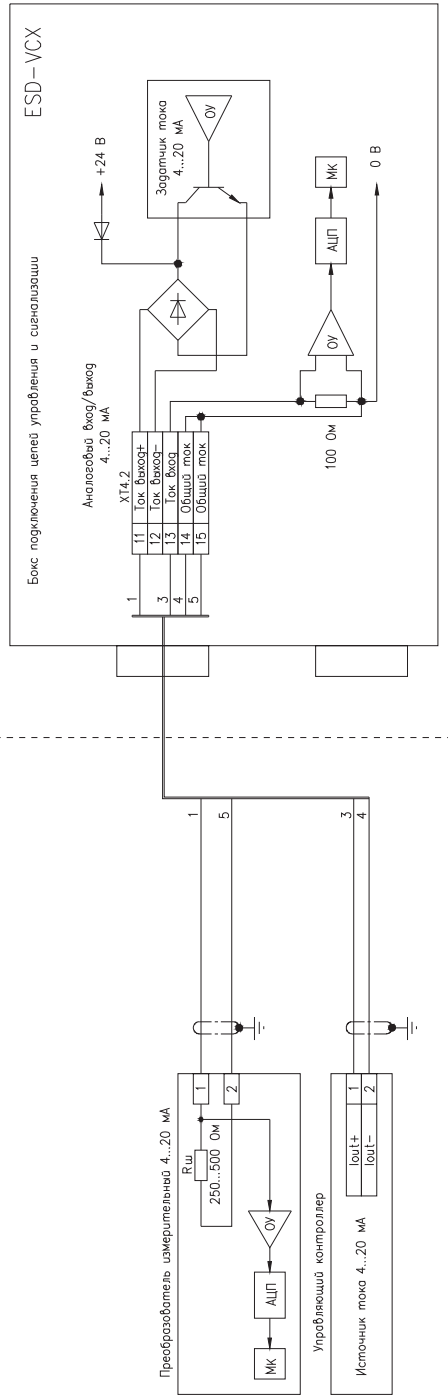 ESD-VCX
Бокс подключения цепей управления и сигнализации
Аналоговый вход/выход
4...20 мА
XT4.2
11 Ток выход+
12 Ток выход-
13 Ток вход
14 Общий ток
15 Общий ток
1
3
4
5
+24 В
Задатчик тока
4...20 мА
ОУ
100 Ом
ОУ
АЦП
МК
0 В
1
5
3
4
Преобразователь измерительный 4...20 мА
1
2
Rш
250...500 Ом
ОУ
АЦП
МК
Управляющий контроллер
Iout+ 1
Iout- 2
Источник тока 4...20 мА